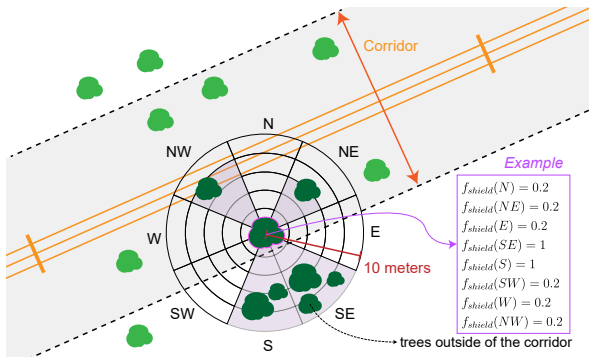 Corridor
N
NW
NE
Example
W
E
10 meters
SW
SE
S
f_shield(N) = 0.2
f_shield(NE) = 0.2
f_shield(E) = 0.2
f_shield(SE) = 1
f_shield(S) = 1
f_shield(SW) = 0.2
f_shield(W) = 0.2
f_shield(NW) = 0.2
trees outside of the corridor